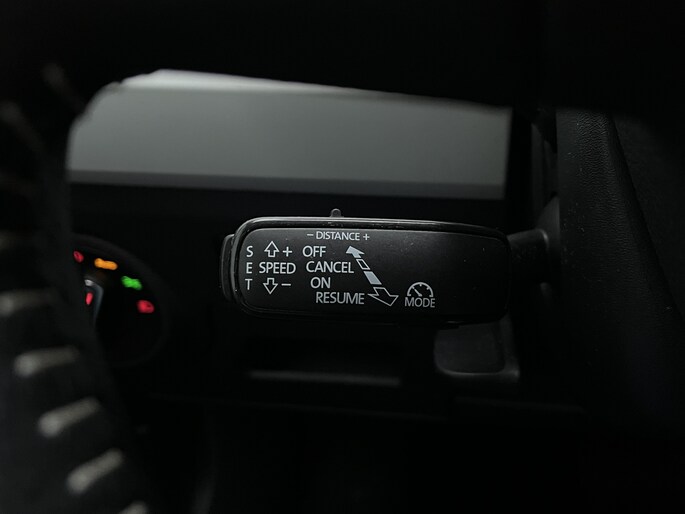 - DISTANCE +
S + OFF
E SPEED CANCEL
T - ON
RESUME
MODE